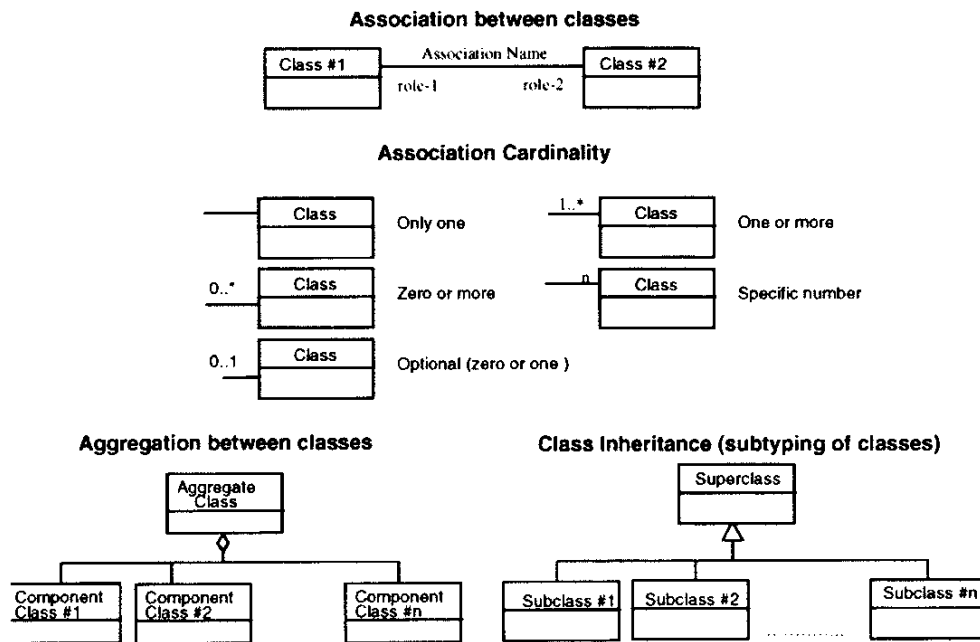 Association between classes
Class #1
Association Name
Class #2
role-1
role-2
Association Cardinality
Class
Only one
1..*
Class
One or more
0..*
Class
Zero or more
n
Class
Specific number
0..1
Class
Optional (zero or one )
Aggregation between classes
Class Inheritance (subtyping of classes)
Aggregate
Class
Superclass
Component
Class #1
Component
Class #2
Component
Class #n
Subclass #1
Subclass #2
Subclass #n